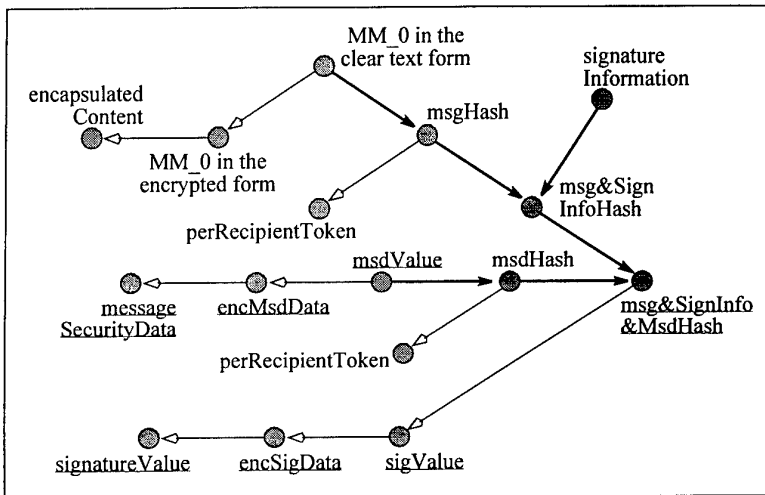 MM_0 in the
clear text form
signature
Information
encapsulated
Content
msgHash
MM_0 in the
encrypted form
msg&Sign
InfoHash
perRecipientToken
msdValue
msdHash
message
SecurityData
encMsdData
msg&SignInfo
&MsdHash
perRecipientToken
signatureValue
encSigData
sigValue